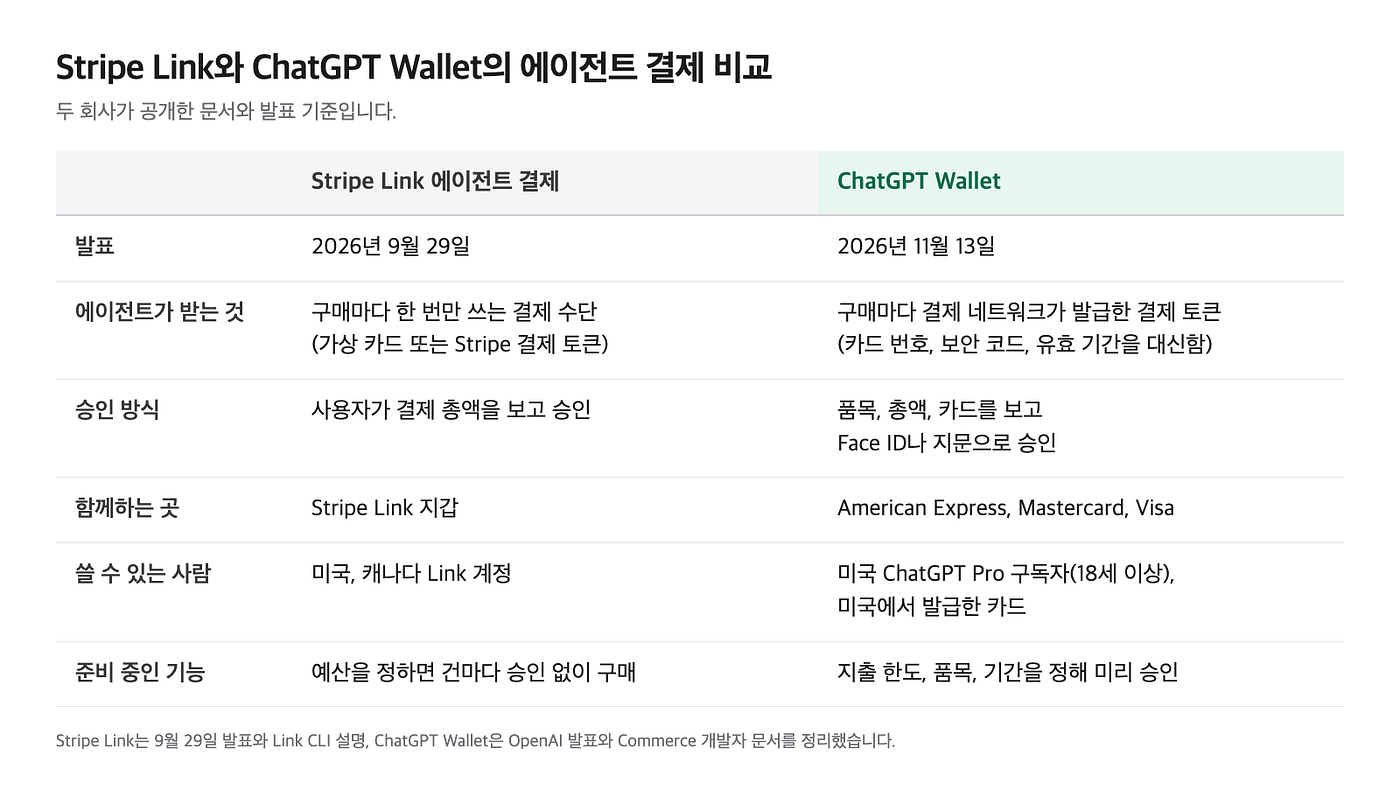 Stripe Link와 ChatGPT Wallet의 에이전트 결제 비교
두 회사가 공개한 문서와 발표 기준입니다.
Stripe Link 에이전트 결제
ChatGPT Wallet
발표
2026년 9월 29일
2026년 11월 13일
에이전트가 받는 것
구매마다 한 번만 쓰는 결제 수단
(가상 카드 또는 Stripe 결제 토큰)
구매마다 결제 네트워크가 발급한 결제 토큰
(카드 번호, 보안 코드, 유효 기간을 대신함)
승인 방식
사용자가 결제 총액을 보고 승인
품목, 총액, 카드를 보고
Face ID나 지문으로 승인
함께하는 곳
Stripe Link 지갑
American Express, Mastercard, Visa
쓸 수 있는 사람
미국, 캐나다 Link 계정
미국 ChatGPT Pro 구독자(18세 이상),
미국에서 발급한 카드
준비 중인 기능
예산을 정하면 건마다 승인 없이 구매
지출 한도, 품목, 기간을 정해 미리 승인
Stripe Link는 9월 29일 발표와 Link CLI 설명, ChatGPT Wallet은 OpenAI 발표와 Commerce 개발자 문서를 정리했습니다.